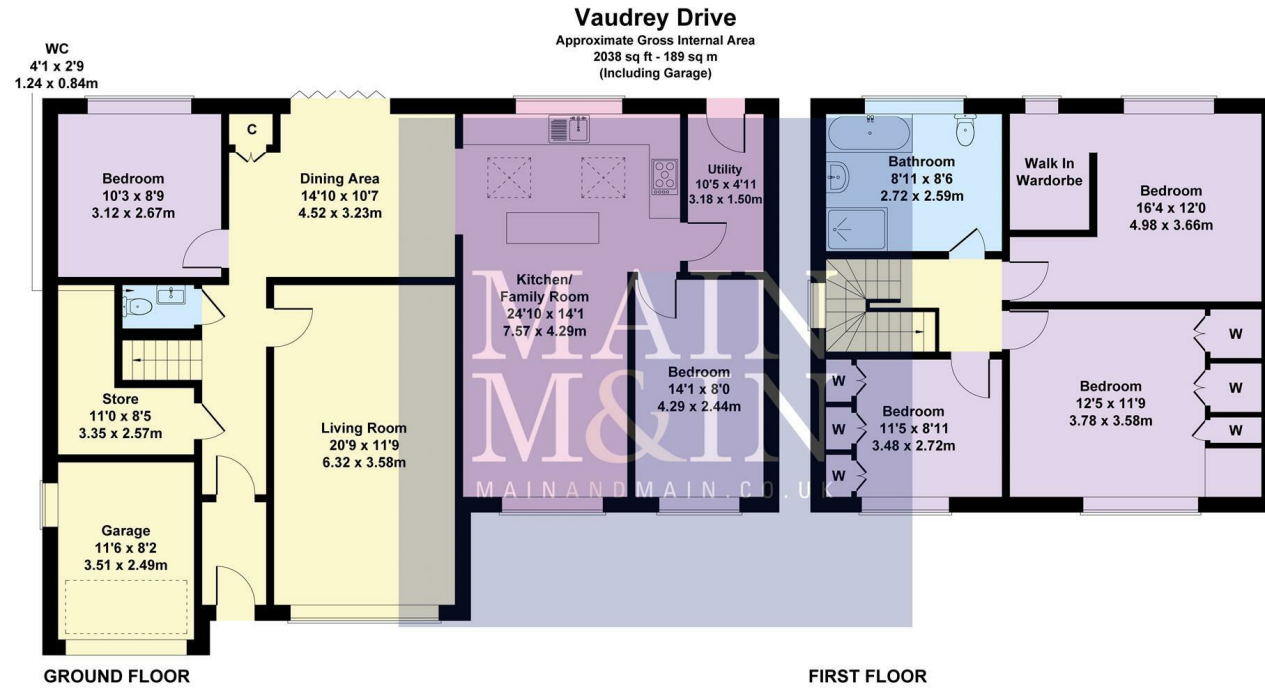 Vaudrey Drive
Approximate Gross Internal Area
2038 sq ft - 189 sq m
(Including Garage)
WC
4'1 x 2'9
1.24 x 0.84m
Bedroom
10'3 x 8'9
3.12 x 2.67m
C
Dining Area
14'10 x 10'7
4.52 x 3.23m
Utility
10'5 x 4'11
3.18 x 1.50m
Kitchen/
Family Room
24'10 x 14'1
7.57 x 4.29m
Store
11'0 x 8'5
3.35 x 2.57m
Living Room
20'9 x 11'9
6.32 x 3.58m
Bedroom
14'1 x 8'0
4.29 x 2.44m
Garage
11'6 x 8'2
3.51 x 2.49m
GROUND FLOOR
Bathroom
8'11 x 8'6
2.72 x 2.59m
Walk In
Wardorbe
Bedroom
16'4 x 12'0
4.98 x 3.66m
W
W
W
Bedroom
11'5 x 8'11
3.48 x 2.72m
Bedroom
12'5 x 11'9
3.78 x 3.58m
W
W
W
FIRST FLOOR
MAIN
M&IN
MAINANDMAIN.CO.UK